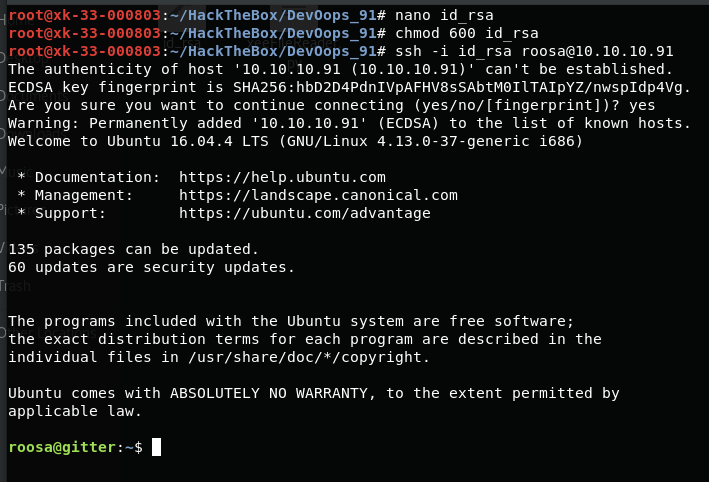 root@xk-33-000803:~/HackTheBox/DevOops_91# nano id_rsa
root@xk-33-000803:~/HackTheBox/DevOops_91# chmod 600 id_rsa
root@xk-33-000803:~/HackTheBox/DevOops_91# ssh -i id_rsa roosa@10.10.10.91
The authenticity of host '10.10.10.91 (10.10.10.91)' can't be established.
ECDSA key fingerprint is SHA256:hbD2D4PdnIVpAFHV8sSAbtM0IlTAIpYZ/nwspIdp4Vg.
Are you sure you want to continue connecting (yes/no/[fingerprint])? yes
Warning: Permanently added '10.10.10.91' (ECDSA) to the list of known hosts.
Welcome to Ubuntu 16.04.4 LTS (GNU/Linux 4.13.0-37-generic i686)
* Documentation:  https://help.ubuntu.com
* Management:     https://landscape.canonical.com
* Support:        https://ubuntu.com/advantage
135 packages can be updated.
60 updates are security updates.
The programs included with the Ubuntu system are free software;
the exact distribution terms for each program are described in the
individual files in /usr/share/doc/*/copyright.
Ubuntu comes with ABSOLUTELY NO WARRANTY, to the extent permitted by
applicable law.
roosa@gitter:~$